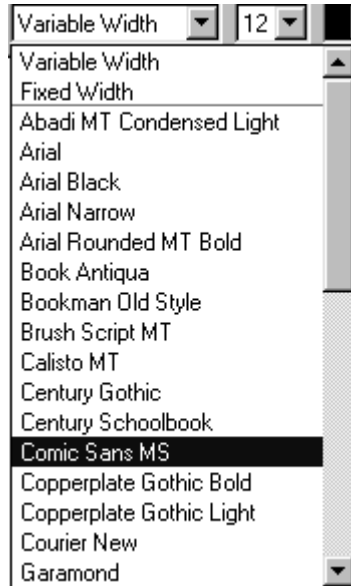 Variable Width 12
Variable Width
Fixed Width
Abadi MT Condensed Light
Arial
Arial Black
Arial Narrow
Arial Rounded MT Bold
Book Antiqua
Bookman Old Style
Brush Script MT
Calisto MT
Century Gothic
Century Schoolbook
Comic Sans MS
Copperplate Gothic Bold
Copperplate Gothic Light
Courier New
Garamond